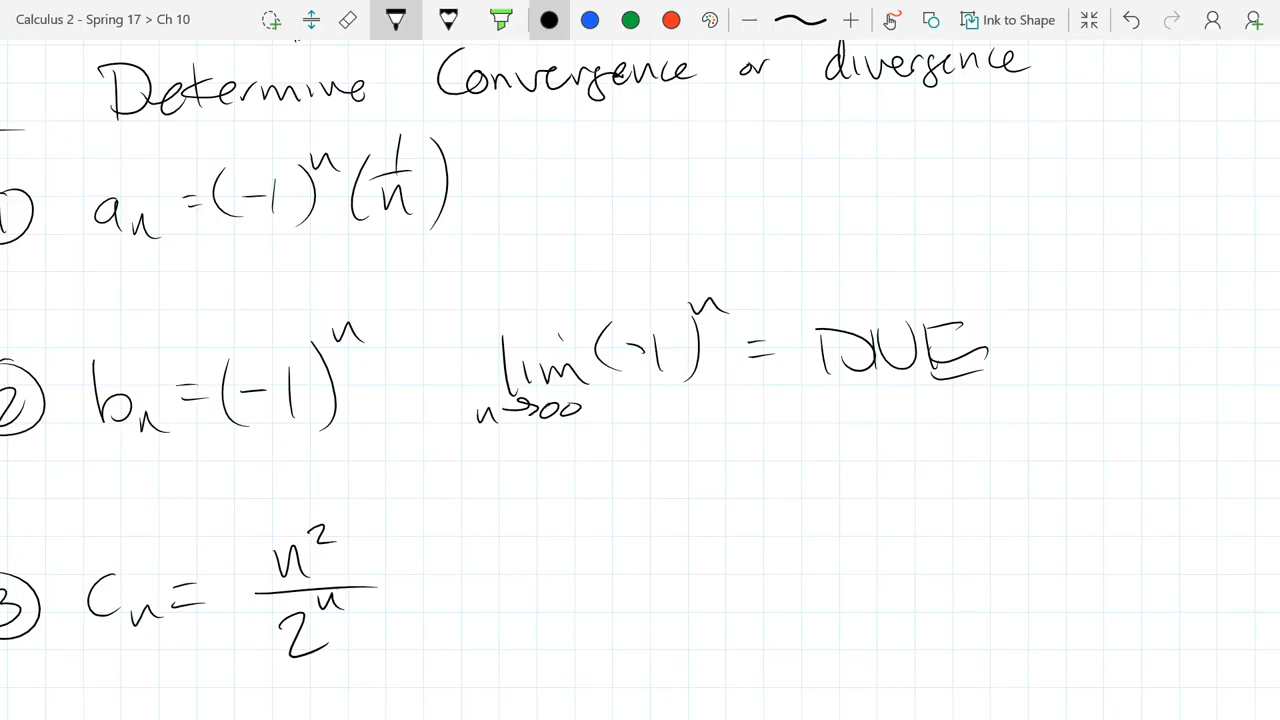 Calculus 2 - Spring 17 > Ch 10
Ink to Shape
Determine Convergence or divergence
① aₙ = (-1)ⁿ (1/n)
② bₙ = (-1)ⁿ lim n→∞ (-1)ⁿ = DNE
③ cₙ = n²/2ⁿ